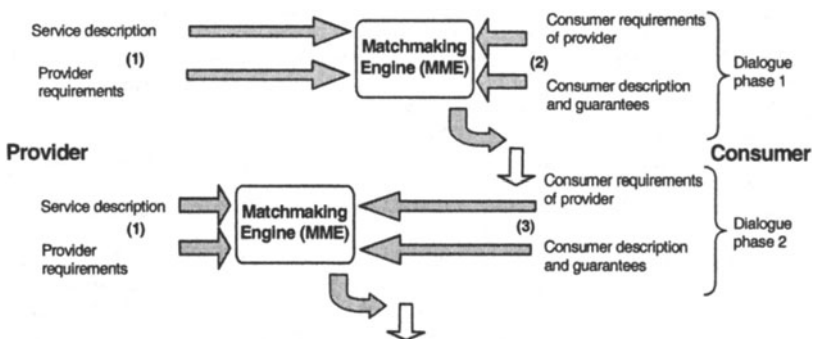 Service description
(1)
Provider
requirements
Matchmaking
Engine (MME)
Consumer requirements
of provider
(2)
Consumer description
and guarantees
Dialogue
phase 1
Provider
Consumer
Service description
(1)
Provider
requirements
Matchmaking
Engine (MME)
Consumer requirements
of provider
(3)
Consumer description
and guarantees
Dialogue
phase 2